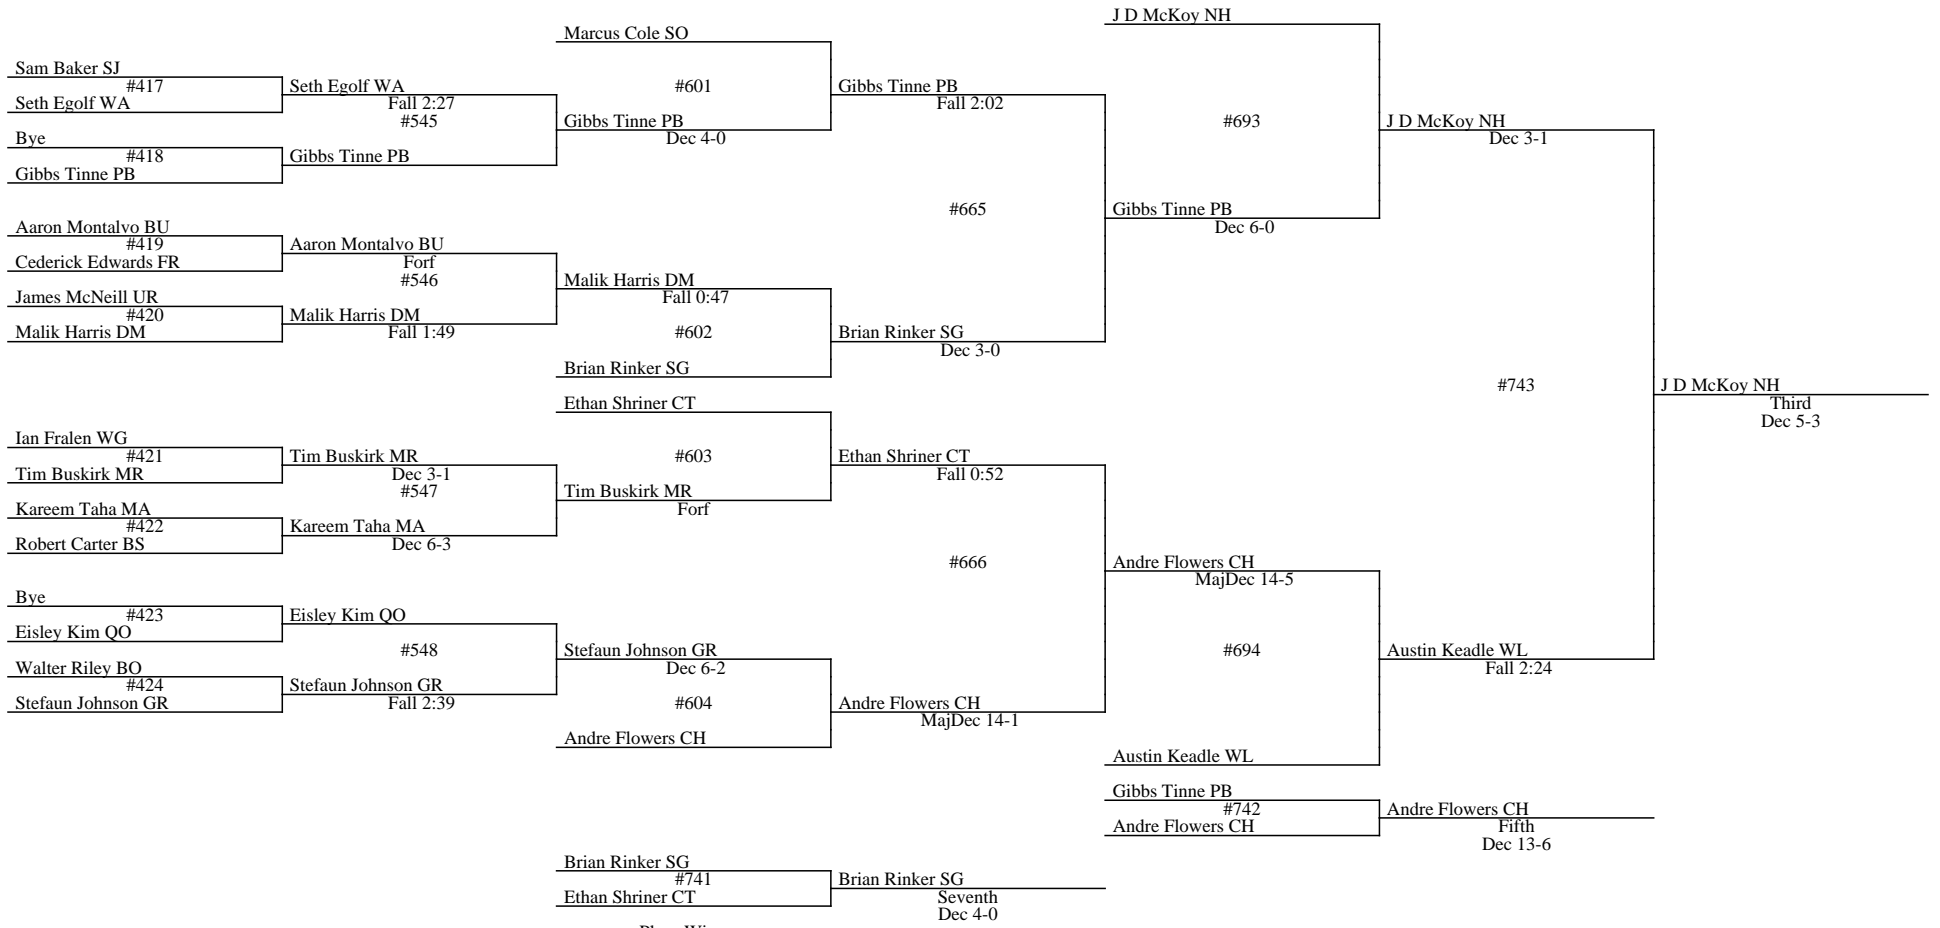 J D McKoy NH
Marcus Cole SO
Sam Baker SJ
#417
Seth Egolf WA
Seth Egolf WA
Fall 2:27
#545
Bye
#418
Gibbs Tinne PB
Gibbs Tinne PB
#601
Gibbs Tinne PB
Dec 4-0
Gibbs Tinne PB
Fall 2:02
#693
J D McKoy NH
Dec 3-1
Aaron Montalvo BU
#419
Cederick Edwards FR
Aaron Montalvo BU
Forf
#546
James McNeill UR
#420
Malik Harris DM
Malik Harris DM
Fall 1:49
Malik Harris DM
Fall 0:47
#602
Brian Rinker SG
#665
Gibbs Tinne PB
Dec 6-0
Brian Rinker SG
Dec 3-0
#743
J D McKoy NH
Third
Dec 5-3
Ethan Shriner CT
Ian Fralen WG
#421
Tim Buskirk MR
Tim Buskirk MR
Dec 3-1
#547
Kareem Taha MA
#422
Robert Carter BS
Kareem Taha MA
Dec 6-3
#603
Tim Buskirk MR
Forf
Ethan Shriner CT
Fall 0:52
#666
Andre Flowers CH
MajDec 14-5
Bye
#423
Eisley Kim QO
Eisley Kim QO
#548
Walter Riley BO
#424
Stefaun Johnson GR
Stefaun Johnson GR
Fall 2:39
Stefaun Johnson GR
Dec 6-2
#604
Andre Flowers CH
Andre Flowers CH
MajDec 14-1
#694
Austin Keadle WL
Fall 2:24
Austin Keadle WL
Gibbs Tinne PB
#742
Andre Flowers CH
Andre Flowers CH
Fifth
Dec 13-6
Brian Rinker SG
#741
Ethan Shriner CT
Brian Rinker SG
Seventh
Dec 4-0